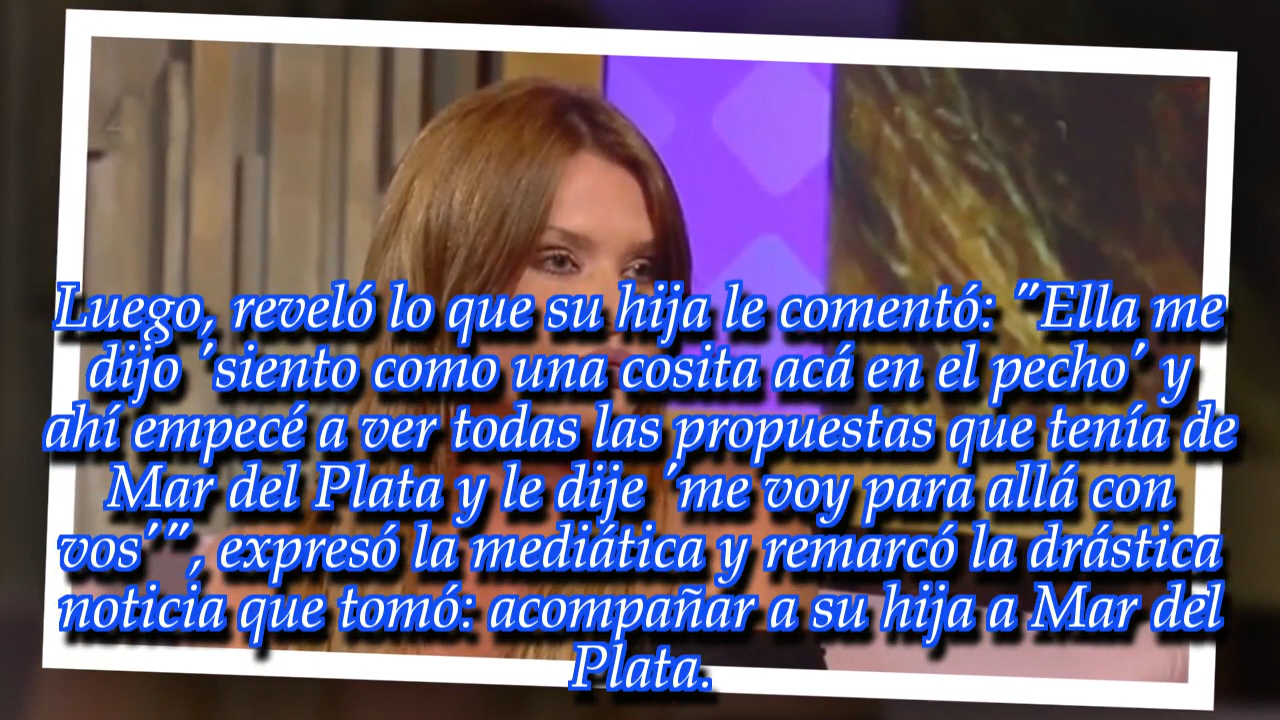 Luego, reveló lo que su hija le comentó: "Ella me
dijo ´siento como una cosita acá en el pecho´ y
ahí empecé a ver todas las propuestas que tenía de
Mar del Plata y le dije ´me voy para allá con
vos´", expresó la mediática y remarcó la drástica
noticia que tomó: acompañar a su hija a Mar del
Plata.